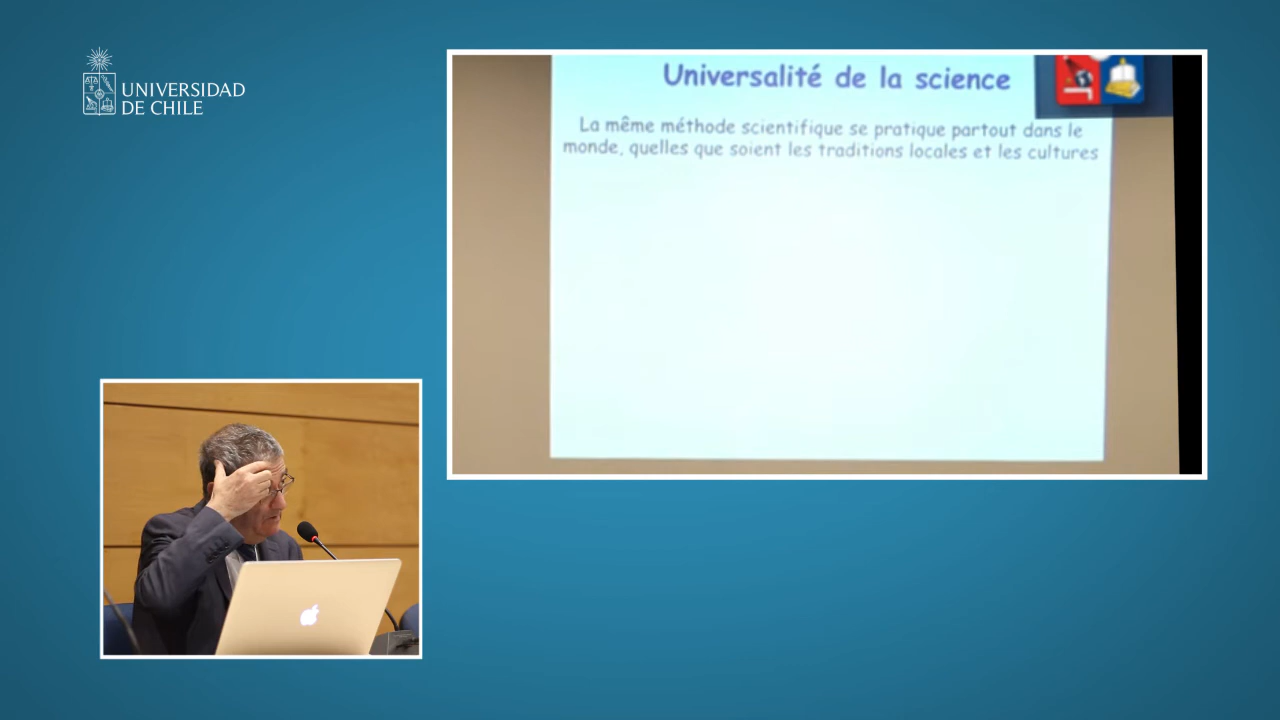 UNIVERSIDAD
DE CHILE
Universalité de la science
La même méthode scientifique se pratique partout dans le
monde, quelles que soient les traditions locales et les cultures